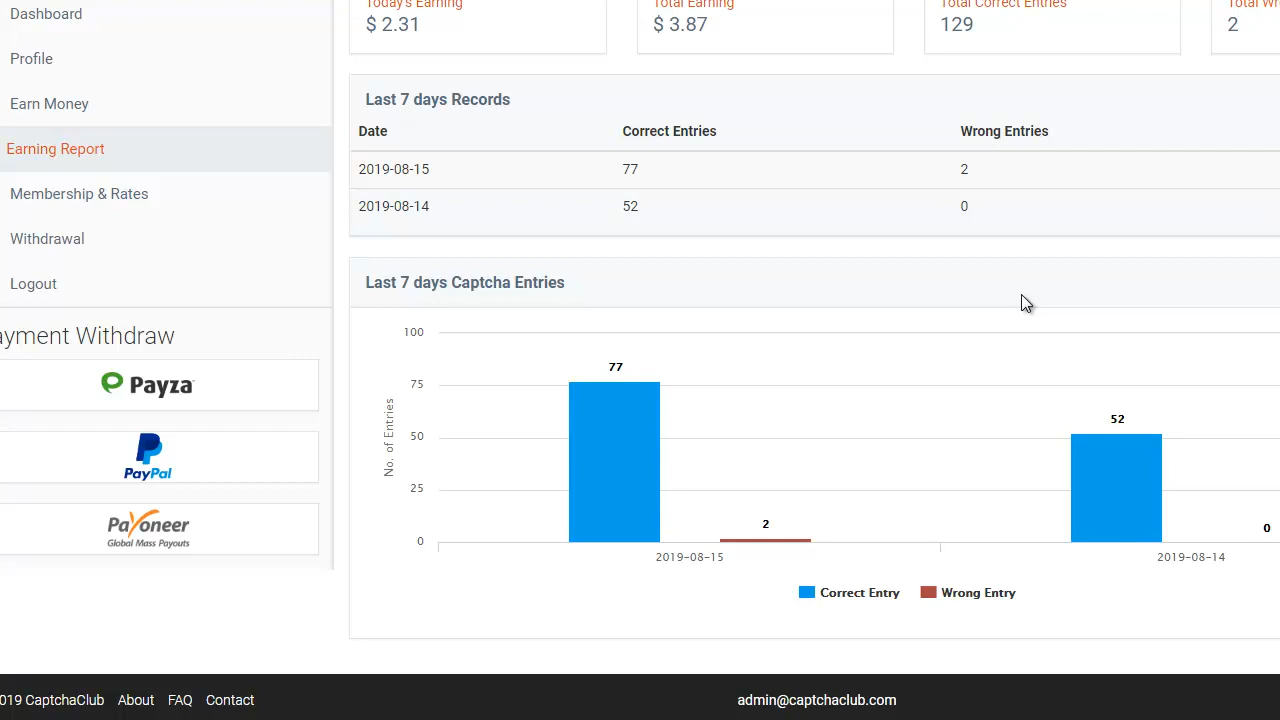 Dashboard
Profile
Earn Money
Earning Report
Membership & Rates
Withdrawal
Logout
ayment Withdraw
Payza
PayPal
Payoneer
Global Mass Payouts
Today's Earning
$ 2.31
Total Earning
$ 3.87
Total Correct Entries
129
Total Wr
2
Last 7 days Records
Date Correct Entries Wrong Entries
2019-08-15 77 2
2019-08-14 52 0
Last 7 days Captcha Entries
No. of Entries
100
75
50
25
0
77
2
52
0
2019-08-15 2019-08-14
Correct Entry Wrong Entry
019 CaptchaClub About FAQ Contact admin@captchaclub.com